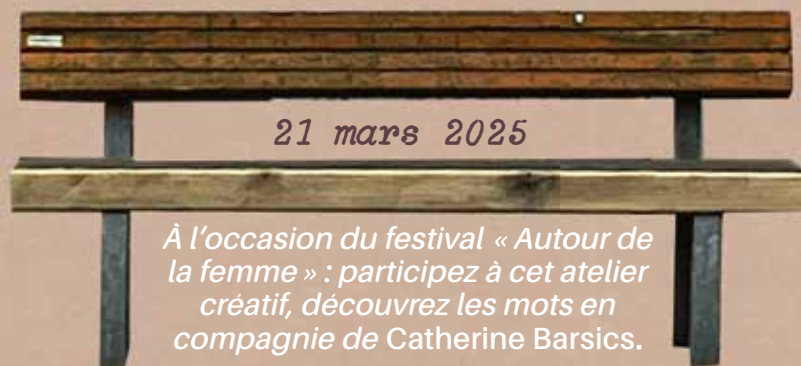 21 mars 2025
À l’occasion du festival « Autour de
la femme » : participez à cet atelier
créatif, découvrez les mots en
compagnie de Catherine Barsics.